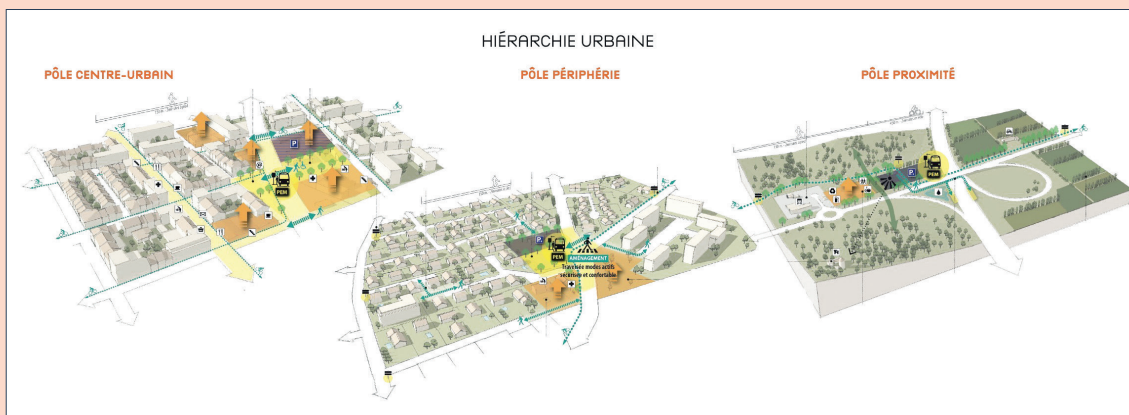 HIÉRARCHIE URBAINE
PÔLE CENTRE-URBAIN
PÔLE PÉRIPHÉRIE
PÔLE PROXIMITÉ
P
PEM
P
PEM
AMÉNAGEMENT
Traversée modes actifs
sécurisée et confortable
P
PEM